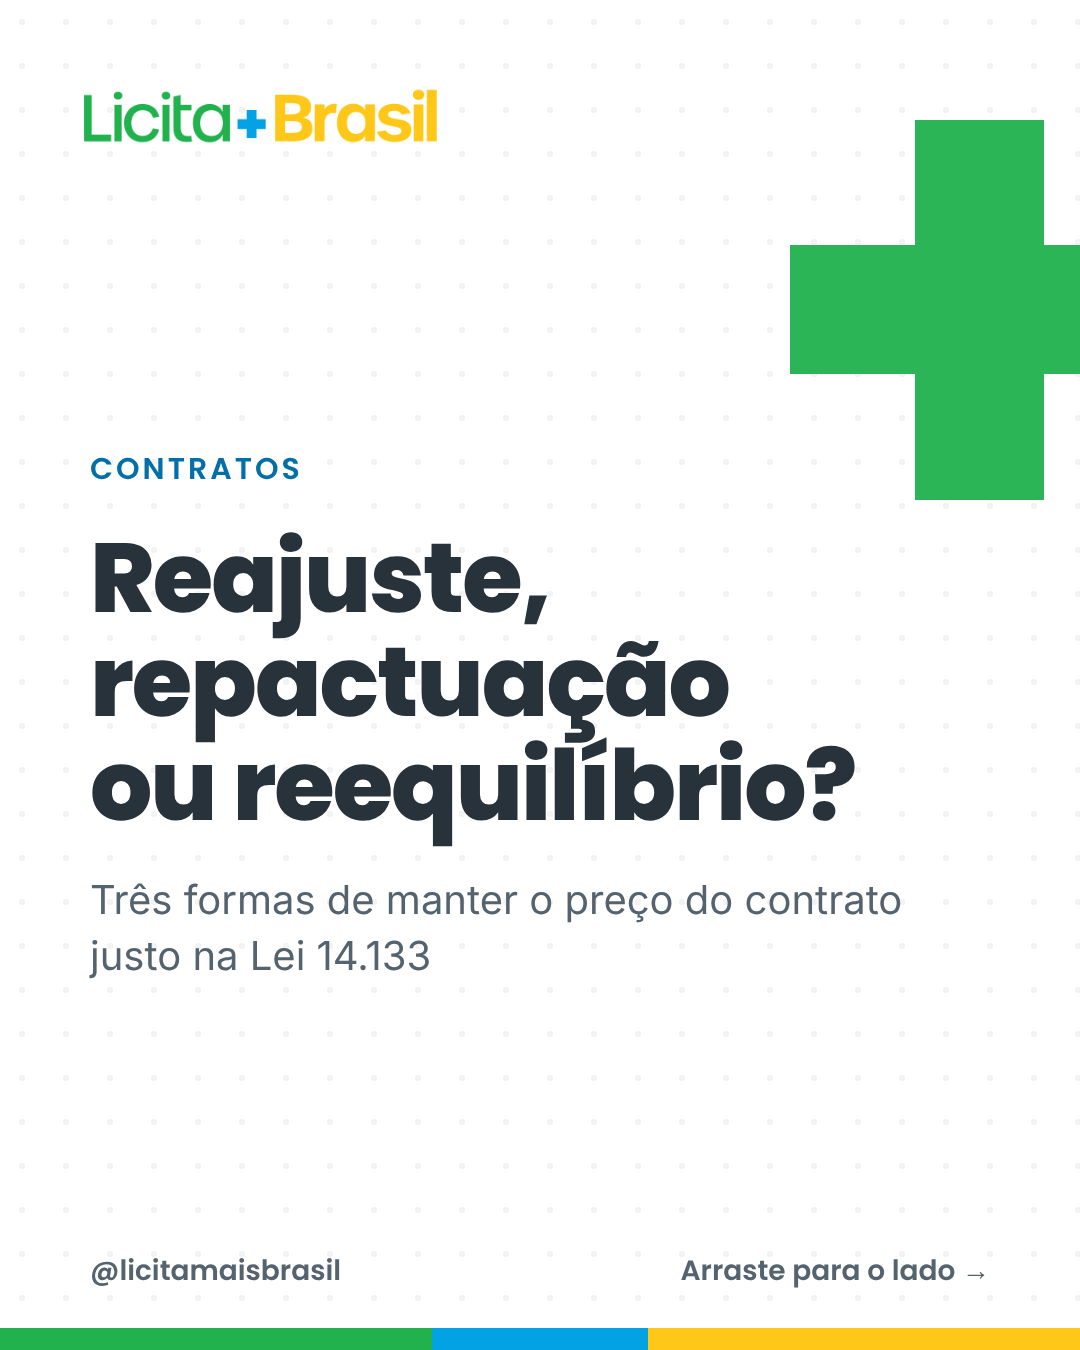 Licita+Brasil
CONTRATOS
Reajuste,
repactuação
ou reequilíbrio?
Três formas de manter o preço do contrato
justo na Lei 14.133
@licitamaisbrasil
Arraste para o lado →